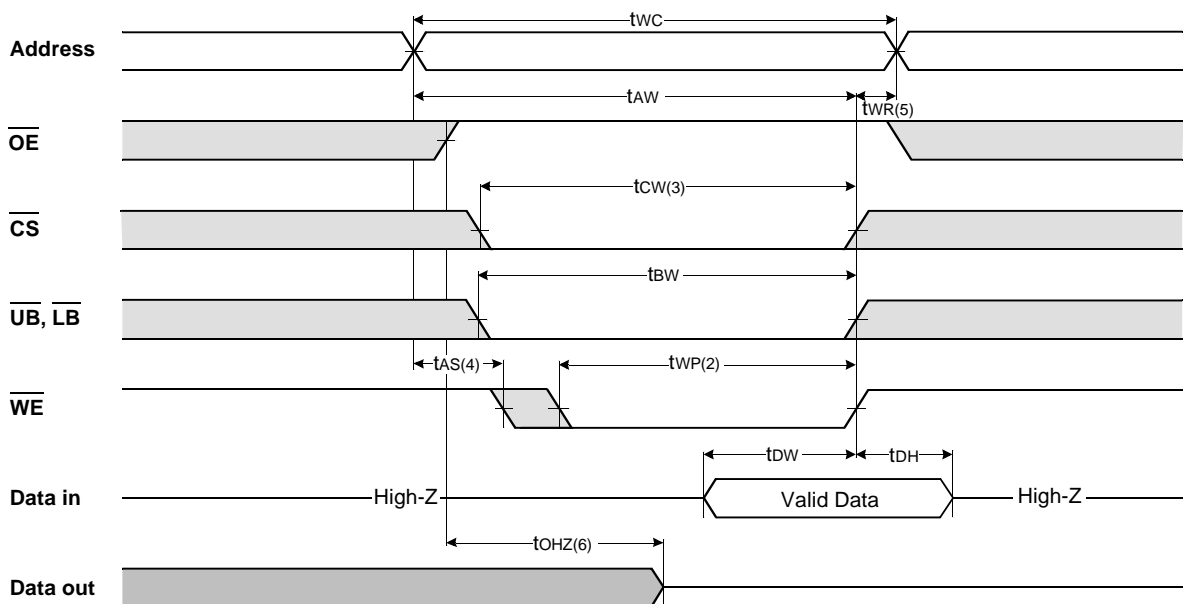 tWC
Address
tAW
tWR(5)
OE
tCW(3)
CS
tBW
UB, LB
tAS(4)
tWP(2)
WE
tDW
tDH
Data in
High-Z
Valid Data
High-Z
tOHZ(6)
Data out